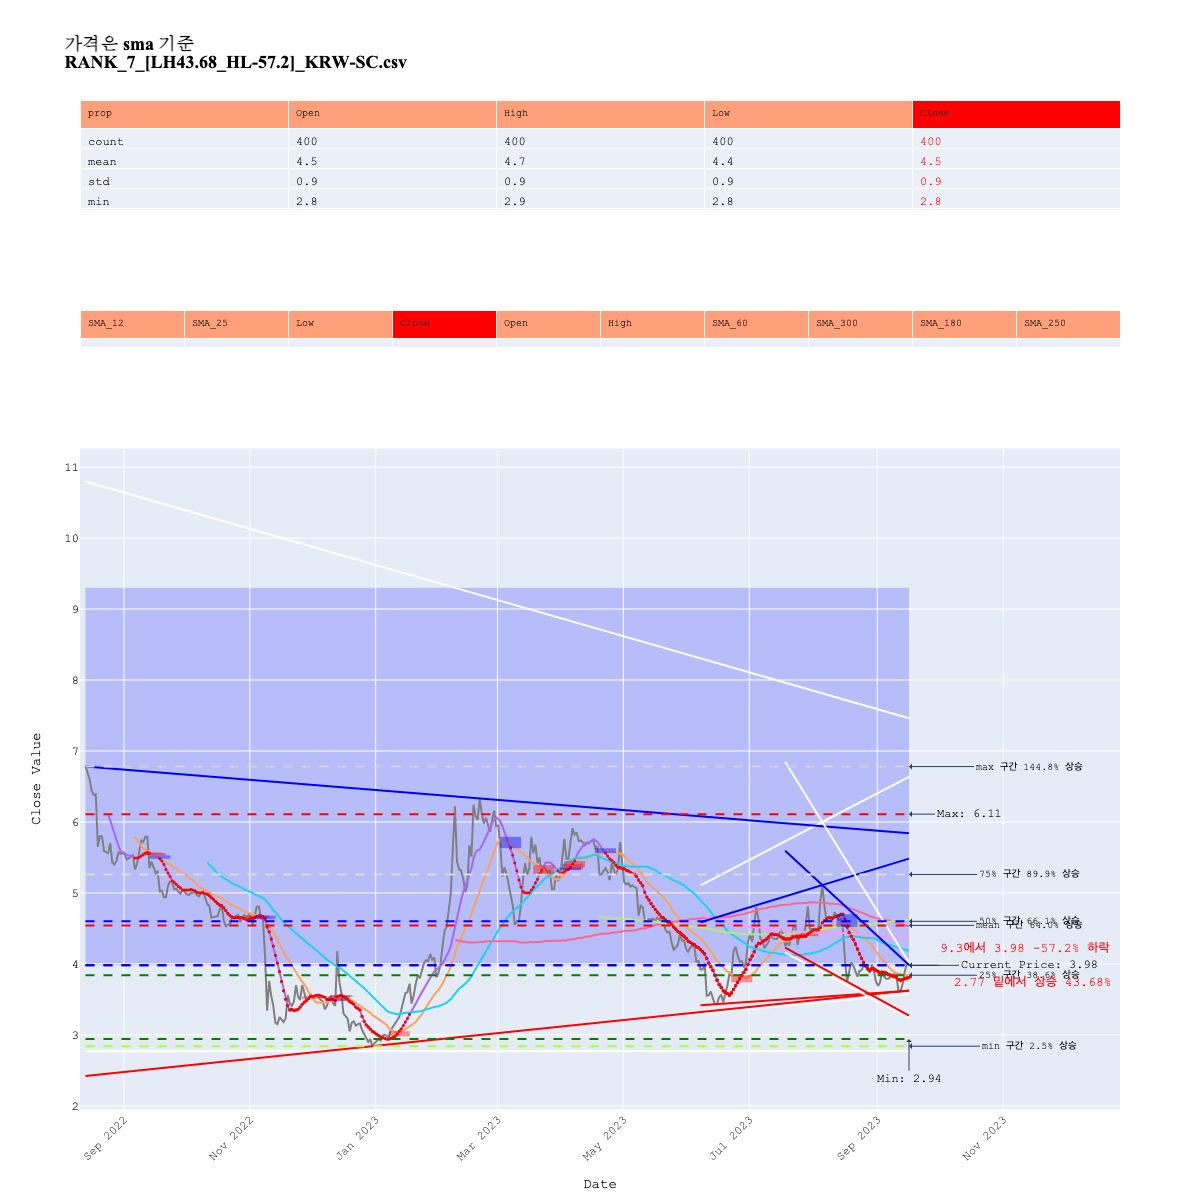 가격은 sma 기준
RANK_7_[LH43.68_HL-57.2]_KRW-SC.csv
prop Open High Low Close
count 400 400 400 400
mean 4.5 4.7 4.4 4.5
std 0.9 0.9 0.9 0.9
min 2.8 2.9 2.8 2.8
SMA_12 SMA_25 Low Close Open High SMA_60 SMA_300 SMA_180 SMA_250
11
10
9
8
7
6
5
4
3
2
Close Value
max 구간 144.8% 상승
Max: 6.11
75% 구간 89.9% 상승
50% 구간 66.1% 상승
mean 구간 64.0% 상승
9.3에서 3.98 -57.2% 하락
Current Price: 3.98
25% 구간 38.6% 상승
2.77 밑에서 상승 43.68%
min 구간 2.5% 상승
Min: 2.94
Sep 2022
Nov 2022
Jan 2023
Mar 2023
May 2023
Jul 2023
Sep 2023
Nov 2023
Date